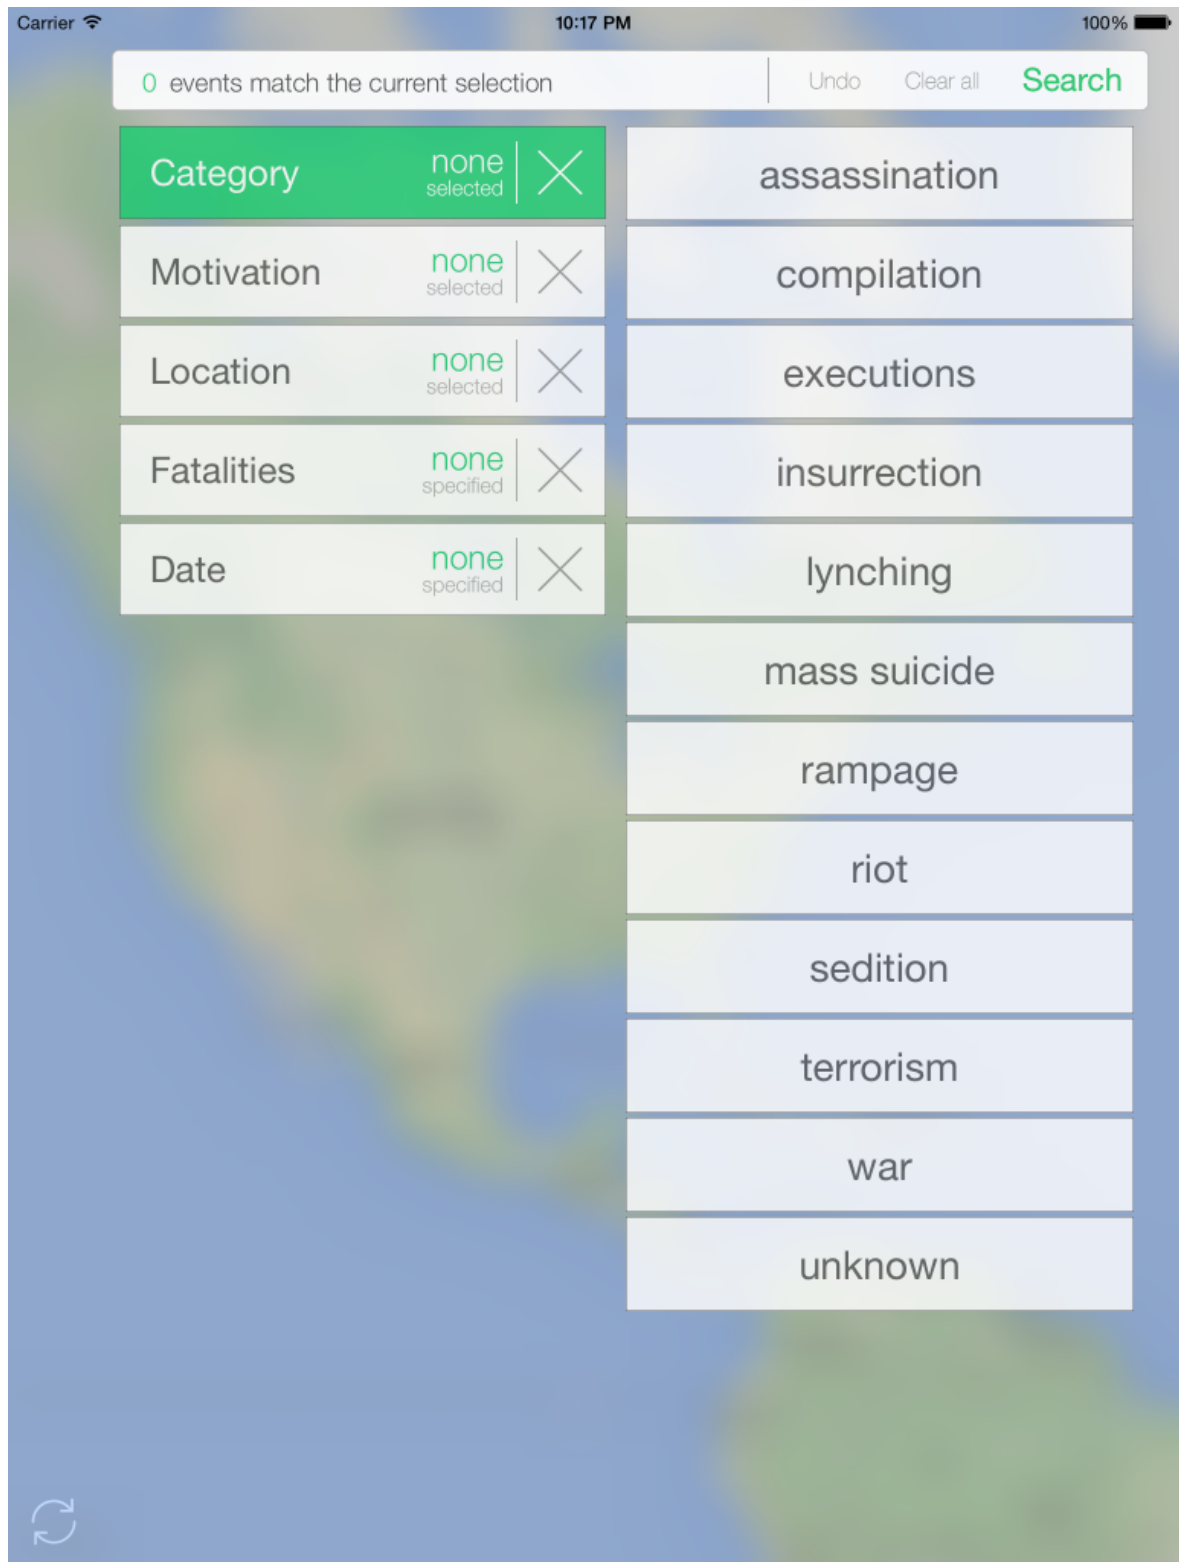 Carrier 10:17 PM 100%
0 events match the current selection Undo Clear all Search
Category none selected
Motivation none selected
Location none selected
Fatalities none specified
Date none specified
assassination
compilation
executions
insurrection
lynching
mass suicide
rampage
riot
sedition
terrorism
war
unknown